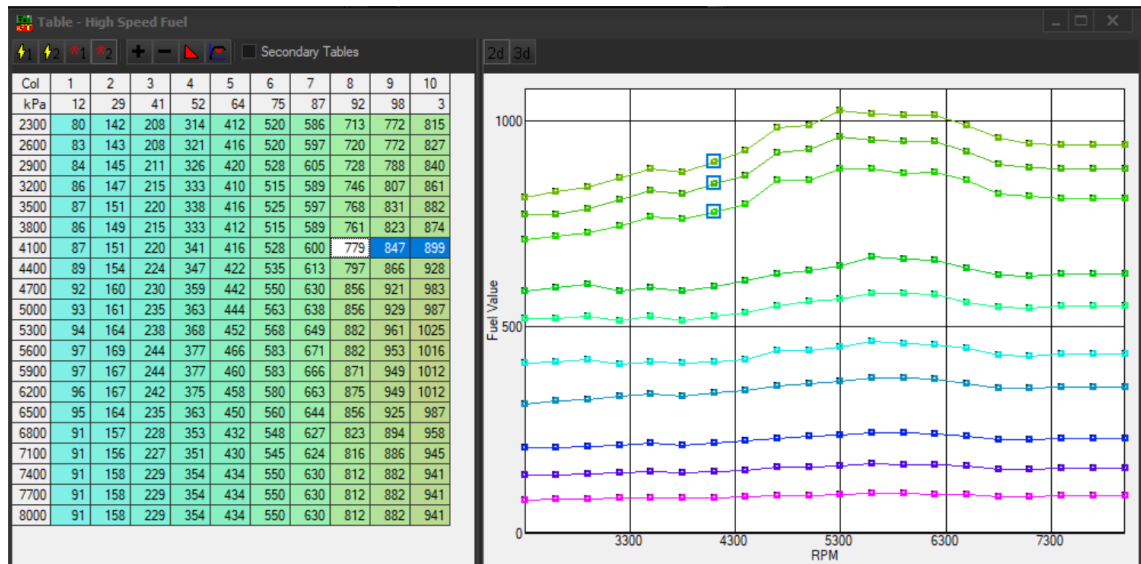 Table - High Speed Fuel
1 2 *1 *2 + - Secondary Tables 2d 3d
Col 1 2 3 4 5 6 7 8 9 10
kPa 12 29 41 52 64 75 87 92 98 3
2300 80 142 208 314 412 520 586 713 772 815
2600 83 143 208 321 416 520 597 720 772 827
2900 84 145 211 326 420 528 605 728 788 840
3200 86 147 215 333 410 515 589 746 807 861
3500 87 151 220 338 416 525 597 768 831 882
3800 86 149 215 333 412 515 589 761 823 874
4100 87 151 220 341 416 528 600 779 847 899
4400 89 154 224 347 422 535 613 797 866 928
4700 92 160 230 359 442 550 630 856 921 983
5000 93 161 235 363 444 563 638 856 929 987
5300 94 164 238 368 452 568 649 882 961 1025
5600 97 169 244 377 466 583 671 882 953 1016
5900 97 167 244 377 460 583 666 871 949 1012
6200 96 167 242 375 458 580 663 875 949 1012
6500 95 164 235 363 450 560 644 856 925 987
6800 91 157 228 353 432 548 627 823 894 958
7100 91 156 227 351 430 545 624 816 886 945
7400 91 158 229 354 434 550 630 812 882 941
7700 91 158 229 354 434 550 630 812 882 941
8000 91 158 229 354 434 550 630 812 882 941
1000
500
0
Fuel Value
3300 4300 5300 6300 7300
RPM